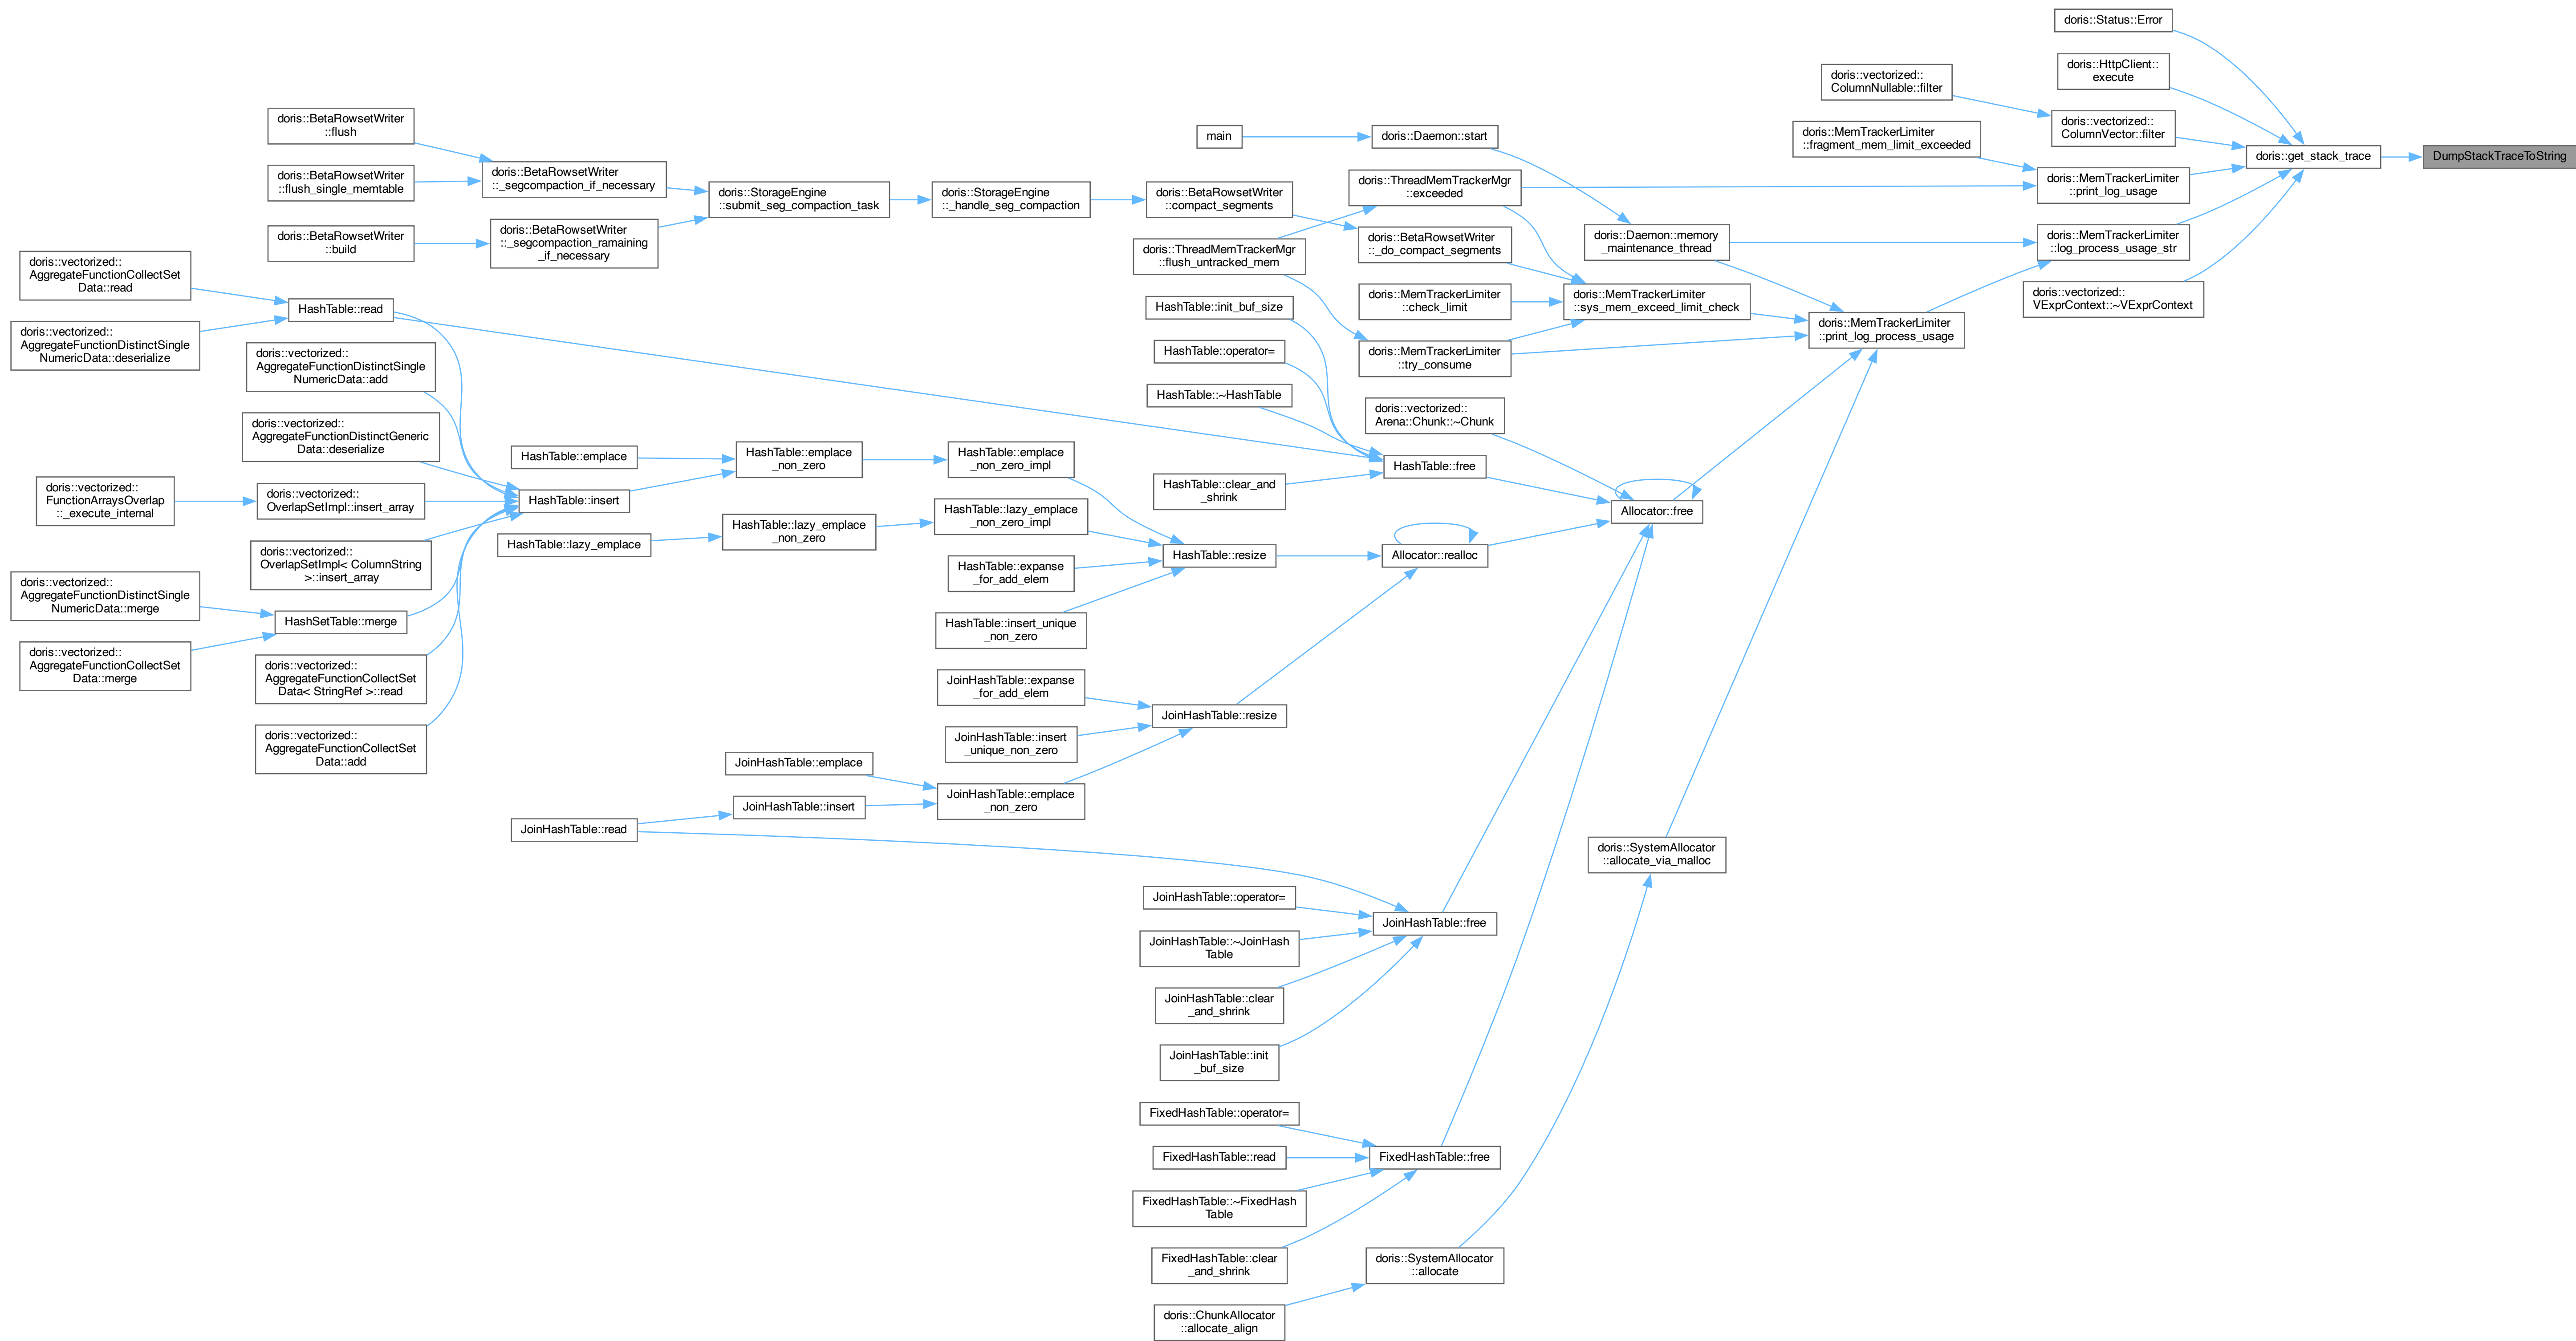 doris::Status::Error
doris::HttpClient::
execute
doris::vectorized::
ColumnNullable::filter
doris::vectorized::
ColumnVector::filter
doris::MemTrackerLimiter
::fragment_mem_limit_exceeded
doris::get_stack_trace
DumpStackTraceToString
doris::MemTrackerLimiter
::print_log_usage
doris::MemTrackerLimiter
::log_process_usage_str
doris::vectorized::
VExprContext::~VExprContext
main
doris::Daemon::start
doris::ThreadMemTrackerMgr
::exceeded
doris::Daemon::memory
_maintenance_thread
doris::BetaRowsetWriter
::flush
doris::BetaRowsetWriter
::flush_single_memtable
doris::BetaRowsetWriter
::_segcompaction_if_necessary
doris::StorageEngine
::submit_seg_compaction_task
doris::StorageEngine
::_handle_seg_compaction
doris::BetaRowsetWriter
::compact_segments
doris::BetaRowsetWriter
::build
doris::BetaRowsetWriter
::_segcompaction_ramaining
_if_necessary
doris::ThreadMemTrackerMgr
::flush_untracked_mem
doris::BetaRowsetWriter
::_do_compact_segments
doris::MemTrackerLimiter
::check_limit
doris::MemTrackerLimiter
::sys_mem_exceed_limit_check
doris::MemTrackerLimiter
::try_consume
doris::MemTrackerLimiter
::print_log_process_usage
doris::vectorized::
AggregateFunctionCollectSet
Data::read
doris::vectorized::
AggregateFunctionDistinctSingle
NumericData::deserialize
HashTable::read
HashTable::init_buf_size
HashTable::operator=
HashTable::~HashTable
doris::vectorized::
Arena::Chunk::~Chunk
doris::vectorized::
AggregateFunctionDistinctSingle
NumericData::add
doris::vectorized::
AggregateFunctionDistinctGeneric
Data::deserialize
HashTable::emplace
HashTable::emplace
_non_zero
HashTable::emplace
_non_zero_impl
HashTable::free
HashTable::clear_and
_shrink
doris::vectorized::
FunctionArraysOverlap
::_execute_internal
doris::vectorized::
OverlapSetImpl::insert_array
HashTable::insert
Allocator::free
HashTable::lazy_emplace
HashTable::lazy_emplace
_non_zero
HashTable::lazy_emplace
_non_zero_impl
doris::vectorized::
OverlapSetImpl< ColumnString
>::insert_array
HashTable::expanse
_for_add_elem
HashTable::resize
Allocator::realloc
HashTable::insert_unique
_non_zero
doris::vectorized::
AggregateFunctionDistinctSingle
NumericData::merge
HashSetTable::merge
doris::vectorized::
AggregateFunctionCollectSet
Data::merge
doris::vectorized::
AggregateFunctionCollectSet
Data< StringRef >::read
doris::vectorized::
AggregateFunctionCollectSet
Data::add
JoinHashTable::expanse
_for_add_elem
JoinHashTable::insert
_unique_non_zero
JoinHashTable::resize
JoinHashTable::emplace
JoinHashTable::insert
JoinHashTable::emplace
_non_zero
JoinHashTable::read
doris::SystemAllocator
::allocate_via_malloc
JoinHashTable::operator=
JoinHashTable::~JoinHash
Table
JoinHashTable::free
JoinHashTable::clear
_and_shrink
JoinHashTable::init
_buf_size
FixedHashTable::operator=
FixedHashTable::read
FixedHashTable::free
FixedHashTable::~FixedHash
Table
FixedHashTable::clear
_and_shrink
doris::SystemAllocator
::allocate
doris::ChunkAllocator
::allocate_align